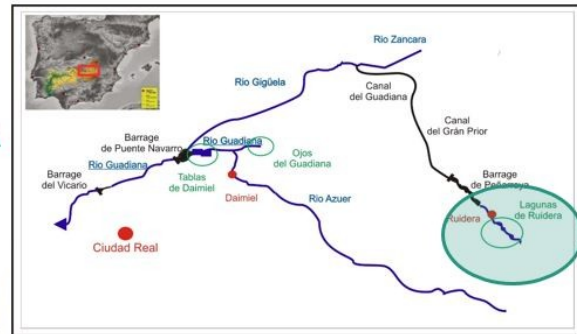 Rio Zancara
Rio Gigüela
Canal
del Guadiana
Canal
del Grán Prior
Barrage
de Puente Navarro
Rio Guadiana
Ojos
del Guadiana
Barrage
de Peñarroya
Rio Guadiana
Barrage
del Vicario
Tablas
de Daimiel
Daimiel
Rio Azuer
Lagunas
de Ruidera
Ruidera
Ciudad Real